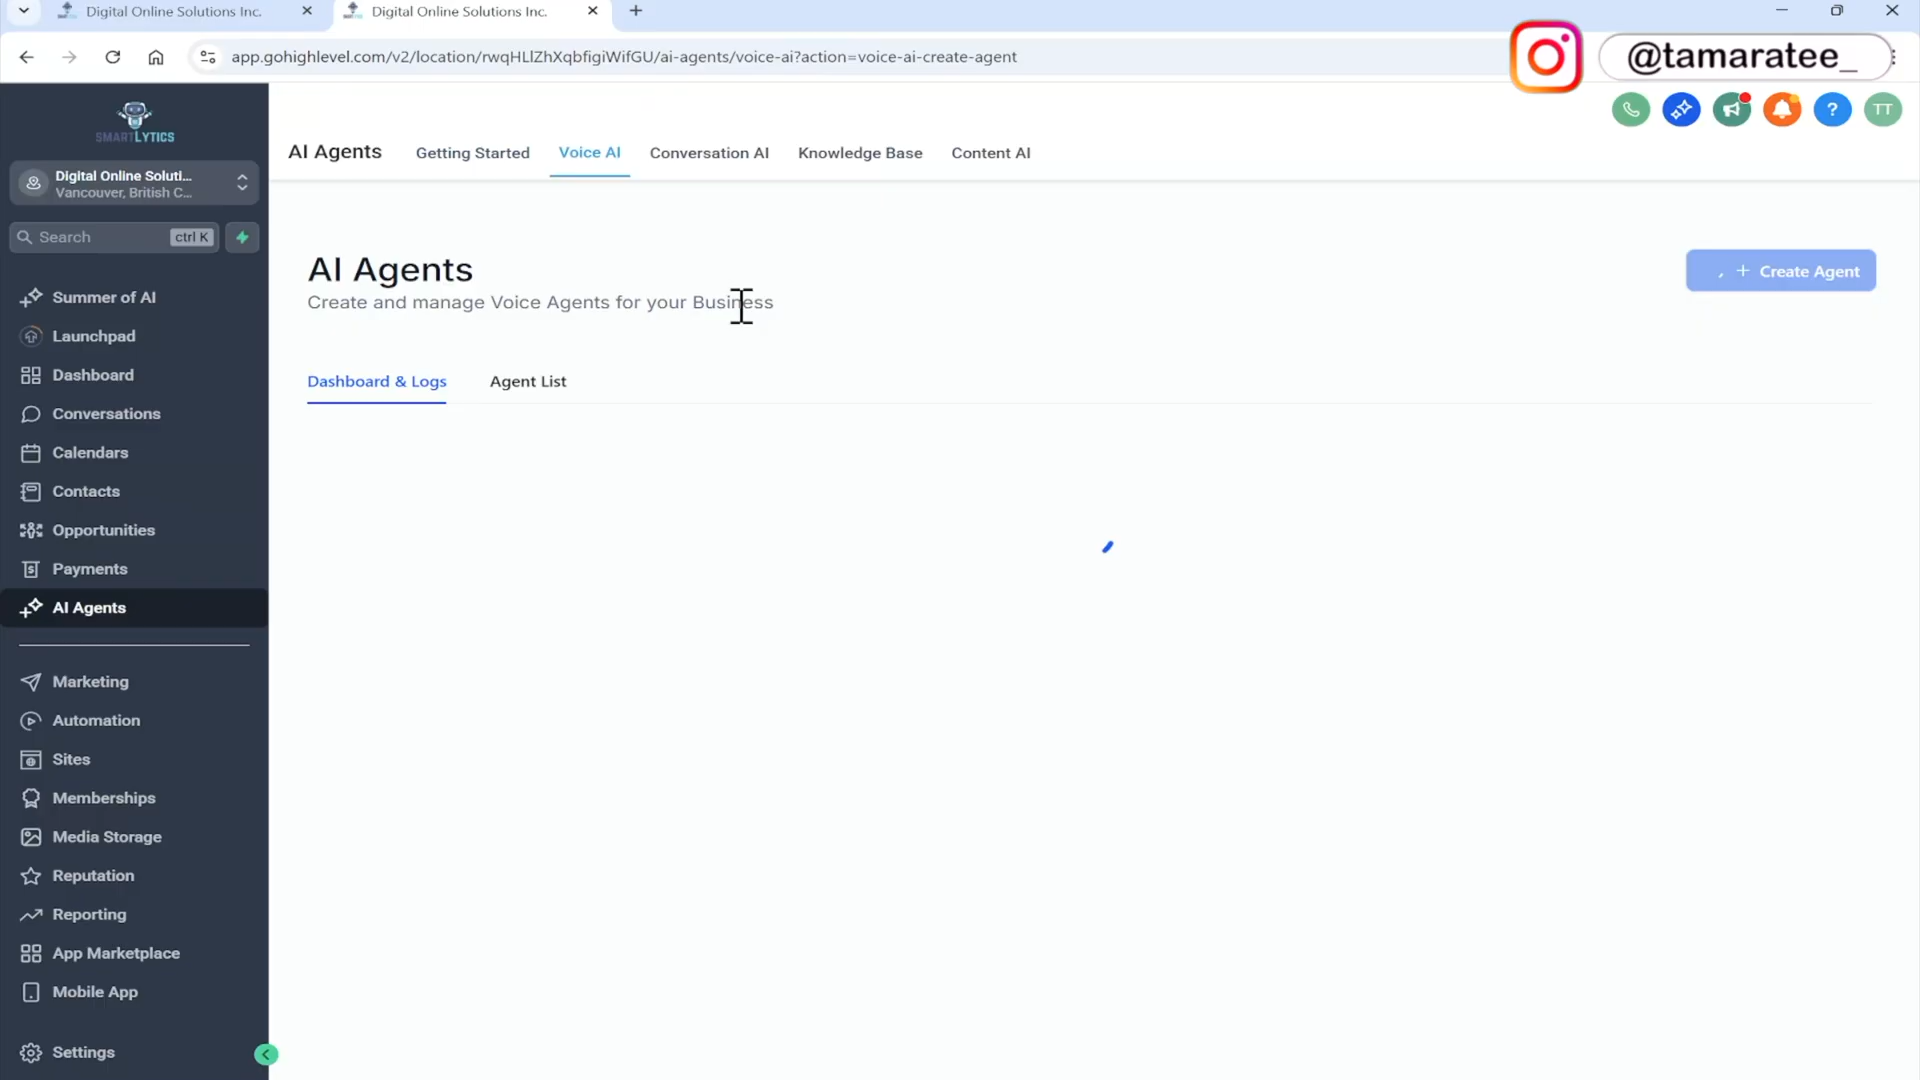 Digital Online Solutions Inc.
Digital Online Solutions Inc.
app.gohighlevel.com/v2/location/rwqHLlZhXqbfigiWifGU/ai-agents/voice-ai?action=voice-ai-create-agent
@tamaratee_
SMARTLYTICS
Digital Online Soluti...
Vancouver, British C...
Search
ctrl K
Summer of AI
Launchpad
Dashboard
Conversations
Calendars
Contacts
Opportunities
Payments
AI Agents
Marketing
Automation
Sites
Memberships
Media Storage
Reputation
Reporting
App Marketplace
Mobile App
Settings
AI Agents
Getting Started
Voice AI
Conversation AI
Knowledge Base
Content AI
?
TT
AI Agents
Create and manage Voice Agents for your Business
+ Create Agent
Dashboard & Logs
Agent List